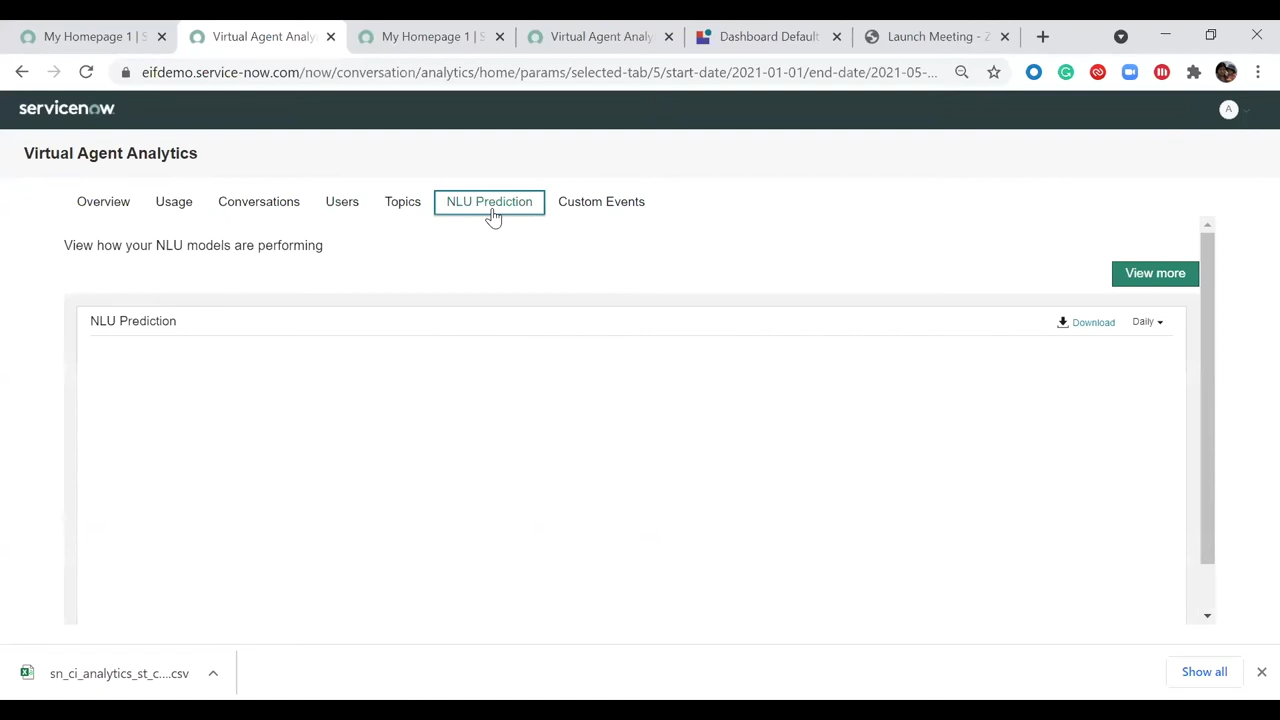 My Homepage 1 | S
Virtual Agent Analy
My Homepage 1 | S
Virtual Agent Analy
Dashboard Default
Launch Meeting - Z
eifdemo.service-now.com/now/conversation/analytics/home/params/selected-tab/5/start-date/2021-01-01/end-date/2021-05-...
servicenow
A
Virtual Agent Analytics
Overview
Usage
Conversations
Users
Topics
NLU Prediction
Custom Events
View how your NLU models are performing
View more
NLU Prediction
Download
Daily
sn_ci_analytics_st_c....csv
Show all